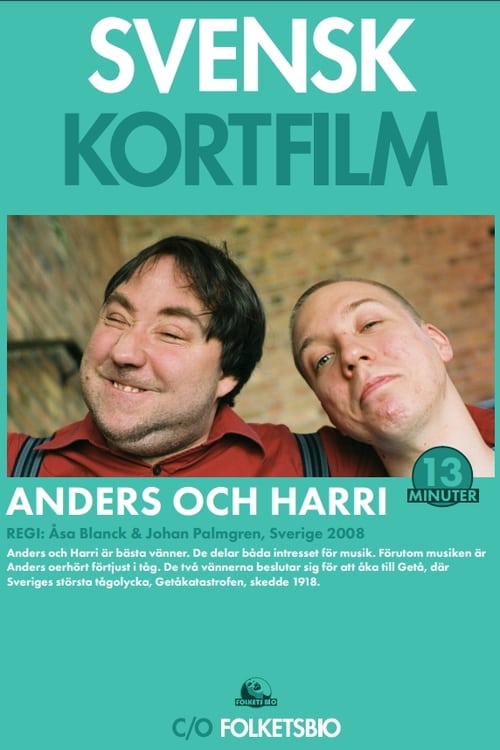 SVENSK
KORTFILM
13
MINUTER
ANDERS OCH HARRI
REGI: Åsa Blanck & Johan Palmgren, Sverige 2008
Anders och Harri är bästa vänner. De delar båda intresset för musik. Förutom musiken är
Anders oerhört förtjust i tåg. De två vännerna beslutar sig för att åka till Getå, där
Sveriges största tågolycka, Getåkatastrofen, skedde 1918.
FOLKETS BIO
C/O FOLKETSBIO